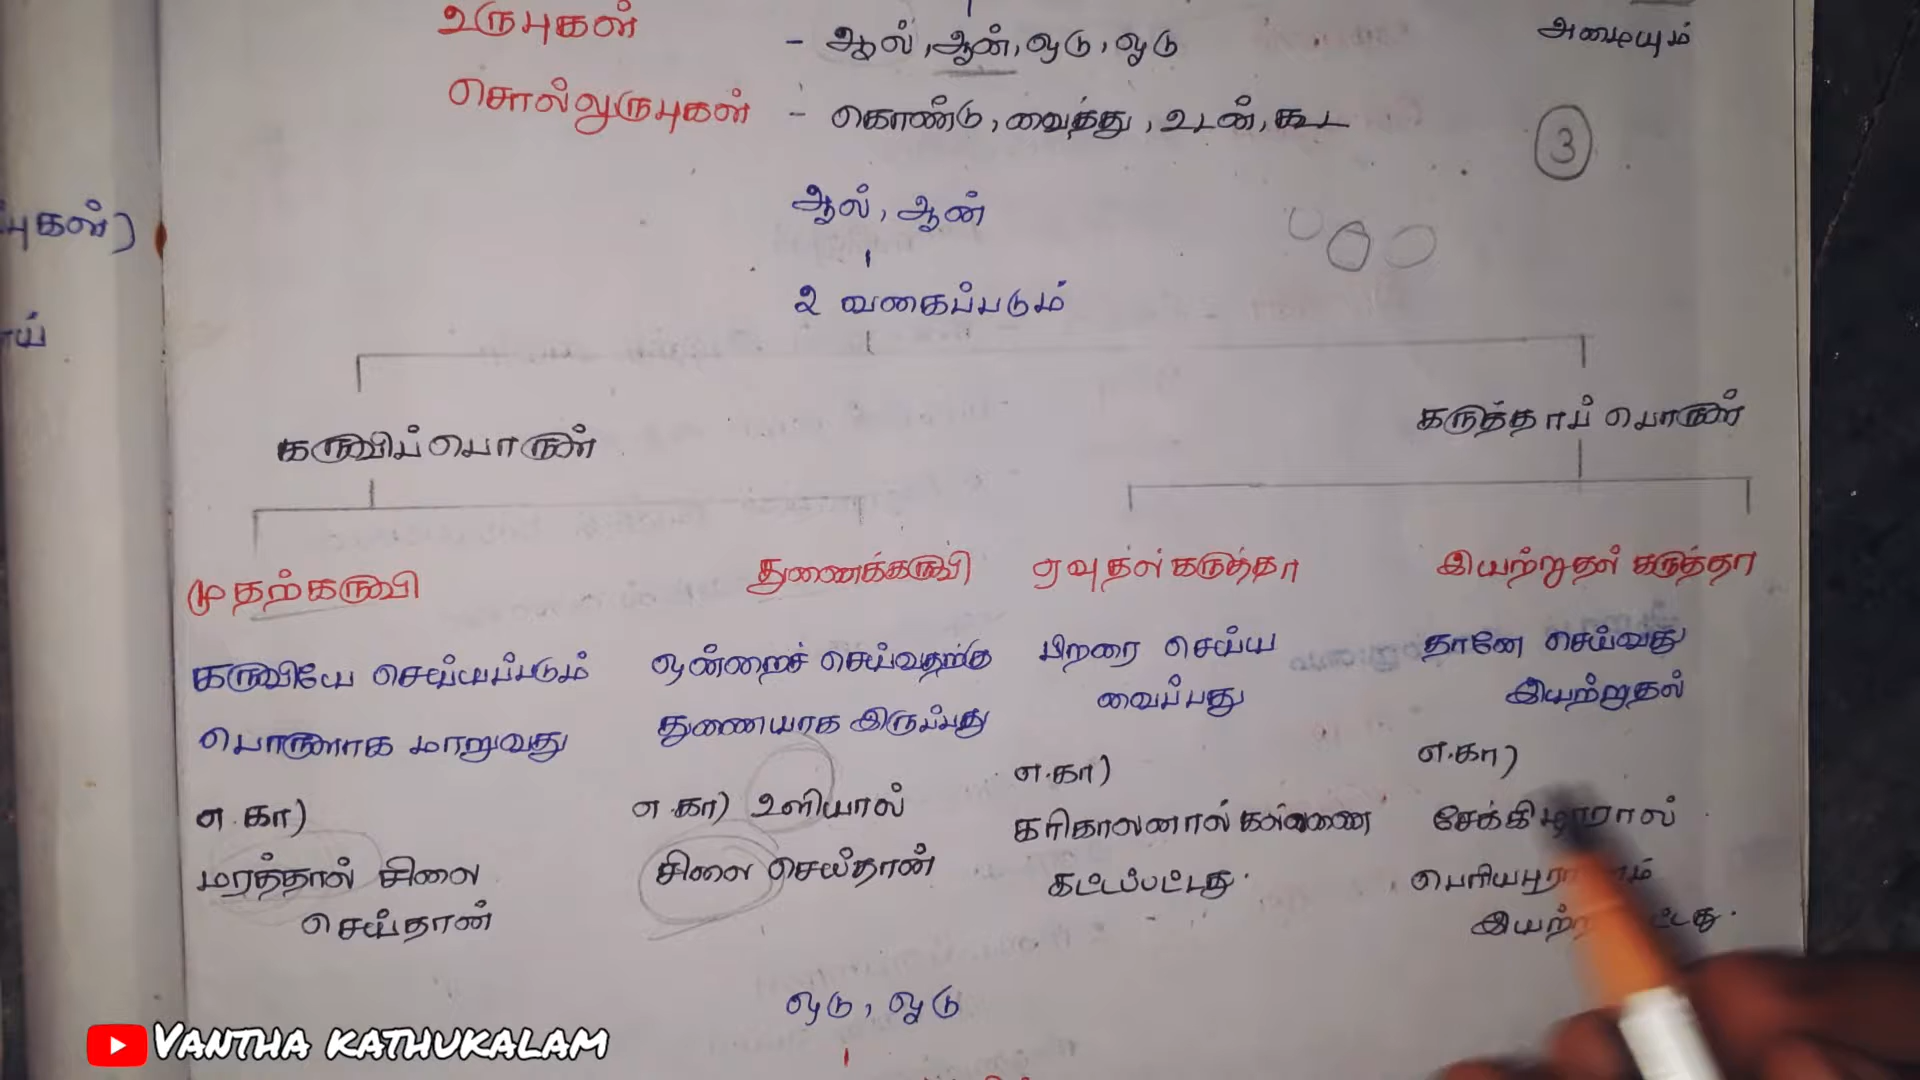 உருபுகள் - ஆல், ஆன், ஒடு, ஓடு
அமையும்
சொல்லுருபுகள் - கொண்டு, வைத்து, உடன், கூட
3
புகள்)
ஆல், ஆன்
2 வகைப்படும்
கருவிப் பொருள்
கருத்தாப் பொருள்
முதற்கருவி
துணைக்கருவி
ஏவுதல் கருத்தா
இயற்றுதல் கருத்தா
கருவியே செய்யப்படும்
பொருளாக மாறுவது
எ.கா)
மரத்தால் சிலை
செய்தான்
ஒன்றைச் செய்வதற்கு
துணையாக இருப்பது
எ.கா) உளியால்
சிலை செய்தான்
பிறரை செய்ய
வைப்பது
எ.கா)
கரிகாலனால் கல்லணை
கட்டப்பட்டது.
தானே செய்வது
இயற்றுதல்
எ.கா)
சேக்கிழாரால்
ஒடு, ஓடு
VANTHA KATHUKALAM